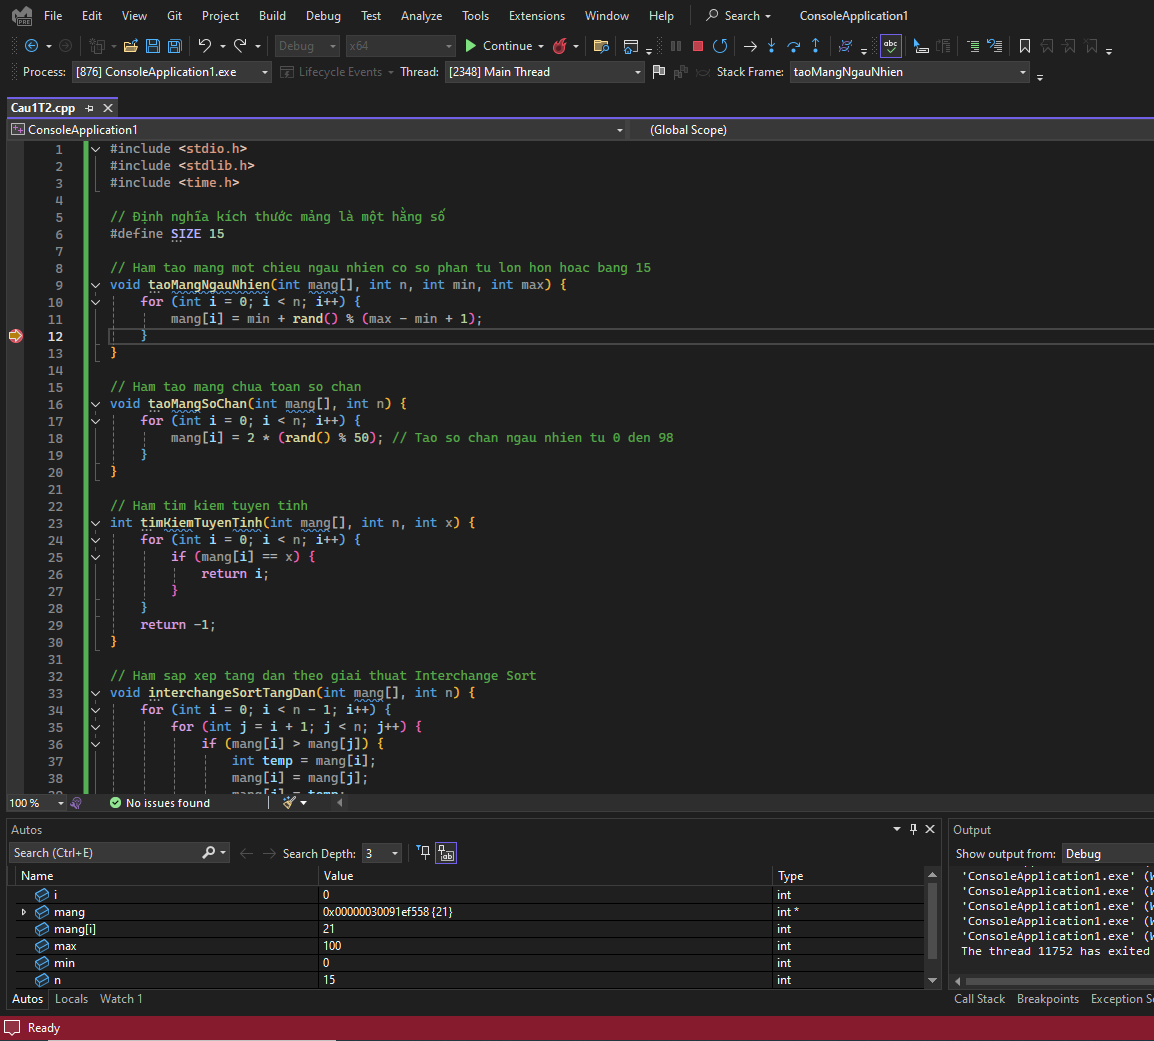 File Edit View Git Project Build Debug Test Analyze Tools Extensions Window Help Search ConsoleApplication1
Debug x64 Continue
Process: [876] ConsoleApplication1.exe Lifecycle Events Thread: [2348] Main Thread Stack Frame: taoMangNgauNhien
Cau1T2.cpp
ConsoleApplication1 (Global Scope)
1 #include <stdio.h>
2 #include <stdlib.h>
3 #include <time.h>
4
5 // Định nghĩa kích thước mảng là một hằng số
6 #define SIZE 15
7
8 // Ham tao mang mot chieu ngau nhien co so phan tu lon hon hoac bang 15
9 void taoMangNgauNhien(int mang[], int n, int min, int max) {
10 for (int i = 0; i < n; i++) {
11 mang[i] = min + rand() % (max - min + 1);
12 }
13 }
14
15 // Ham tao mang chua toan so chan
16 void taoMangSoChan(int mang[], int n) {
17 for (int i = 0; i < n; i++) {
18 mang[i] = 2 * (rand() % 50); // Tao so chan ngau nhien tu 0 den 98
19 }
20 }
21
22 // Ham tim kiem tuyen tinh
23 int timKiemTuyenTinh(int mang[], int n, int x) {
24 for (int i = 0; i < n; i++) {
25 if (mang[i] == x) {
26 return i;
27 }
28 }
29 return -1;
30 }
31
32 // Ham sap xep tang dan theo giai thuat Interchange Sort
33 void interchangeSortTangDan(int mang[], int n) {
34 for (int i = 0; i < n - 1; i++) {
35 for (int j = i + 1; j < n; j++) {
36 if (mang[i] > mang[j]) {
37 int temp = mang[i];
38 mang[i] = mang[j];
100 % No issues found
Autos
Search (Ctrl+E) Search Depth: 3
Name Value Type
i 0 int
mang 0x00000030091ef558 {21} int *
mang[i] 21 int
max 100 int
min 0 int
n 15 int
Autos Locals Watch 1
Output
Show output from: Debug
'ConsoleApplication1.exe' (
'ConsoleApplication1.exe' (
'ConsoleApplication1.exe' (
'ConsoleApplication1.exe' (
'ConsoleApplication1.exe' (
The thread 11752 has exited
Call Stack Breakpoints Exception
Ready